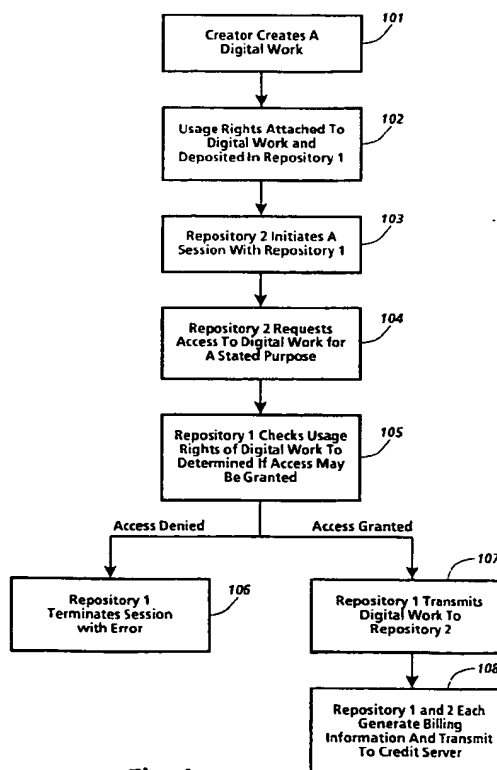 101
Creator Creates A
Digital Work
102
Usage Rights Attached To
Digital Work and
Deposited In Repository 1
103
Repository 2 Initiates A
Session With Repository 1
104
Repository 2 Requests
Access To Digital Work for
A Stated Purpose
105
Repository 1 Checks Usage
Rights of Digital Work To
Determined If Access May
Be Granted
Access Denied
Access Granted
106
Repository 1
Terminates Session
with Error
107
Repository 1 Transmits
Digital Work To
Repository 2
108
Repository 1 and 2 Each
Generate Billing
Information And Transmit
To Credit Server